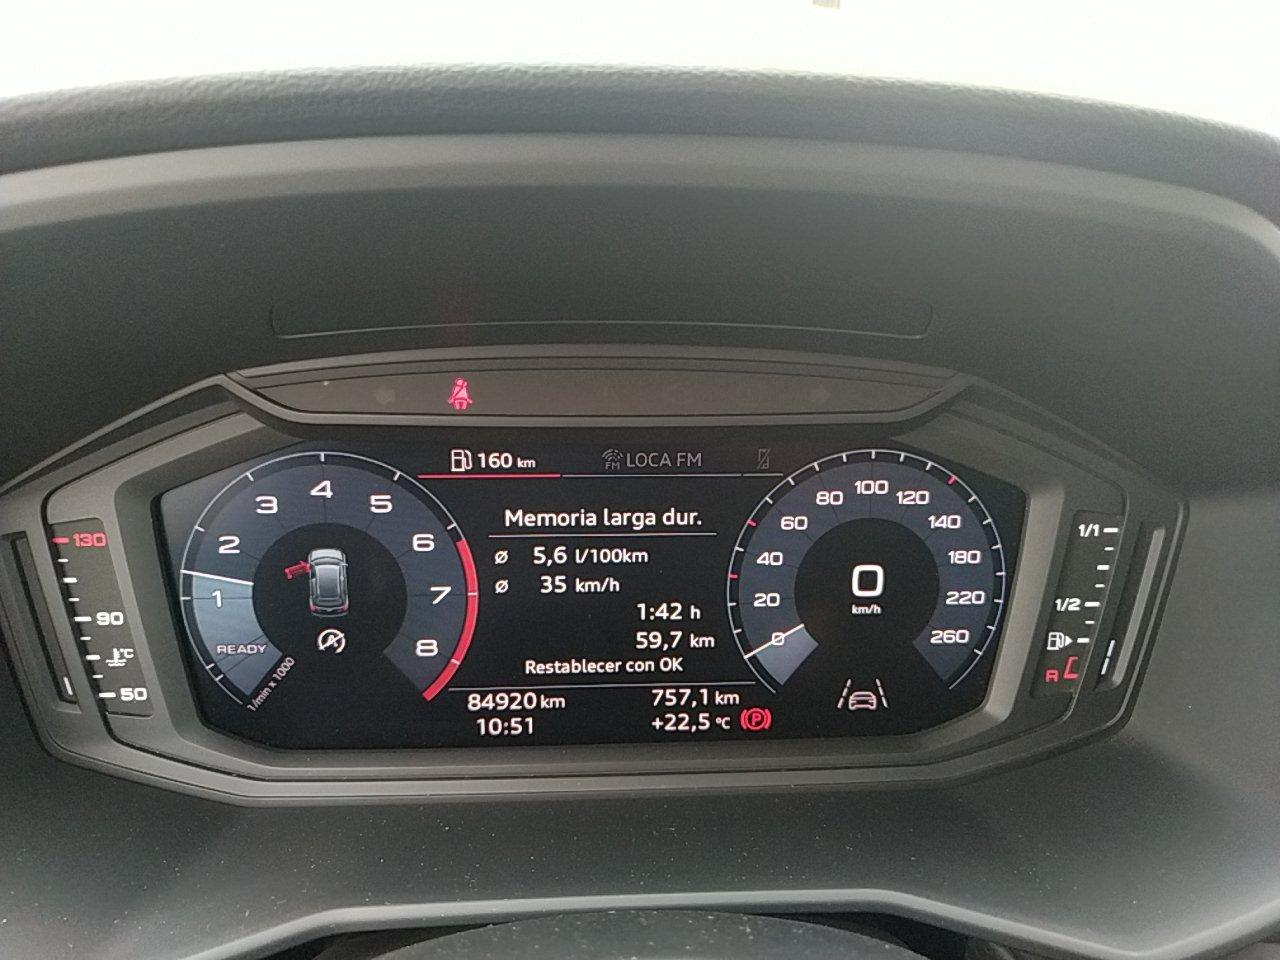 160 km
FM LOCA FM
Memoria larga dur.
Ø 5,6 l/100km
Ø 35 km/h
1:42 h
59,7 km
Restablecer con OK
84920 km 757,1 km
10:51 +22,5 °C
P
1 2 3 4 5 6 7 8
READY
1/min x 1000
A
0 20 40 60 80 100 120 140 180 220 260
0
km/h
130
90
°C
50
1/1
1/2
R